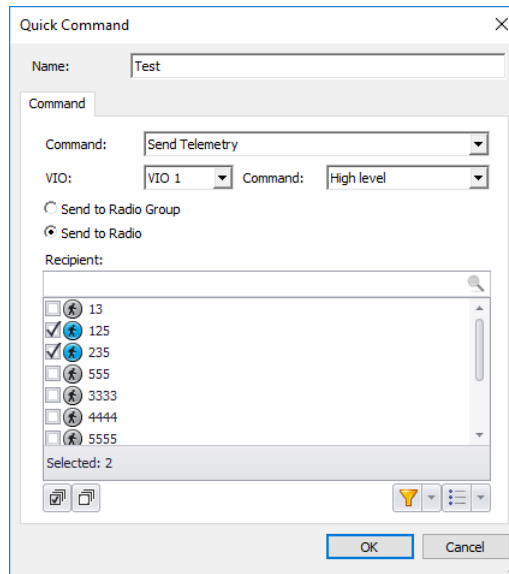 Quick Command
Name: Test
Command
Command: Send Telemetry
VIO: VIO 1 Command: High level
Send to Radio Group
Send to Radio
Recipient:
13
125
235
555
3333
4444
5555
Selected: 2
OK Cancel